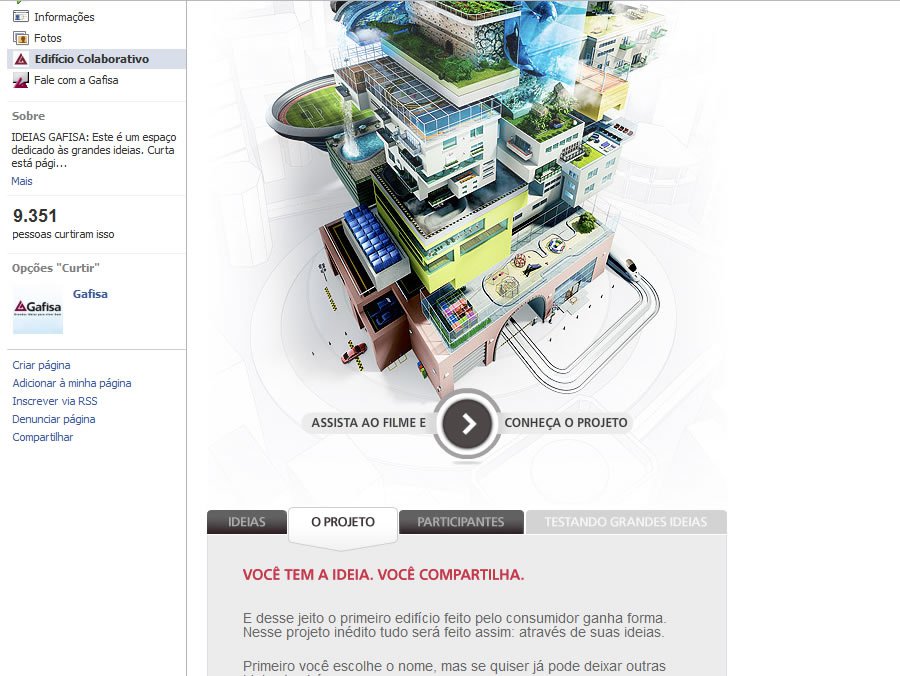 Informações
Fotos
Edifício Colaborativo
Fale com a Gafisa
Sobre
IDEIAS GAFISA: Este é um espaço
dedicado às grandes ideias. Curta
está pági...
Mais
9.351
pessoas curtiram isso
Opções "Curtir"
Gafisa
Gafisa
Criar página
Adicionar à minha página
Inscrever via RSS
Denunciar página
Compartilhar
ASSISTA AO FILME E
CONHEÇA O PROJETO
IDEIAS
O PROJETO
PARTICIPANTES
TESTANDO GRANDES IDEIAS
VOCÊ TEM A IDEIA. VOCÊ COMPARTILHA.
E desse jeito o primeiro edifício feito pelo consumidor ganha forma.
Nesse projeto inédito tudo será feito assim: através de suas ideias.
Primeiro você escolhe o nome, mas se quiser já pode deixar outras